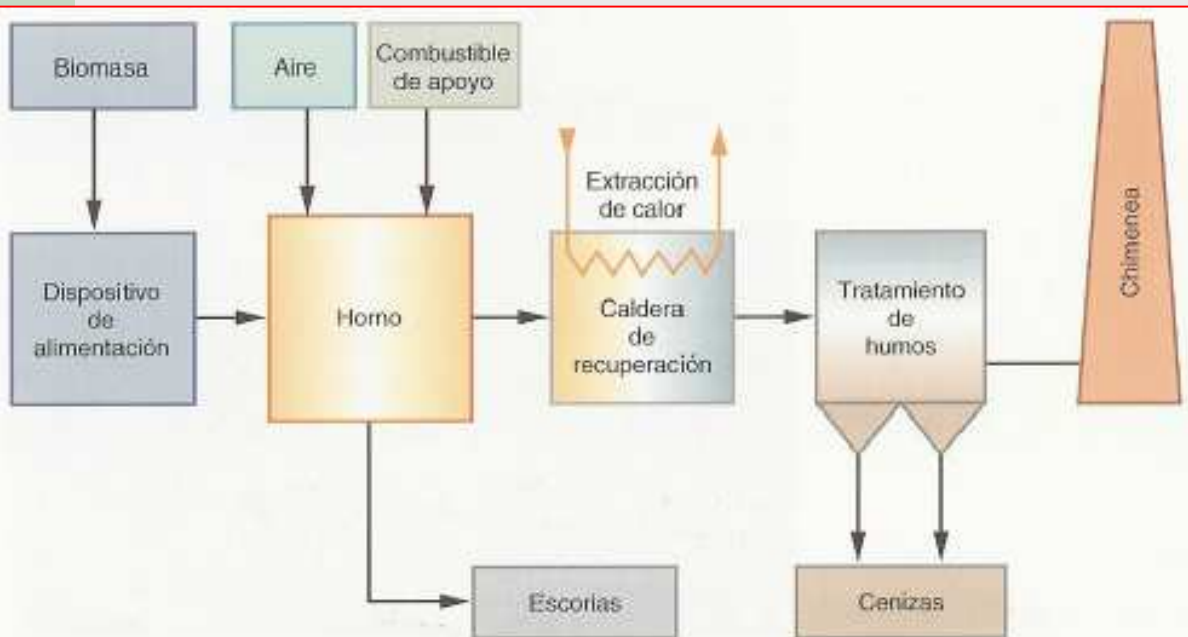 Biomasa
Aire
Combustible
de apoyo
Extracción
de calor
Dispositivo
de
alimentación
Horno
Caldera
de
recuperación
Tratamiento
de
humos
Chimenea
Escorias
Cenizas